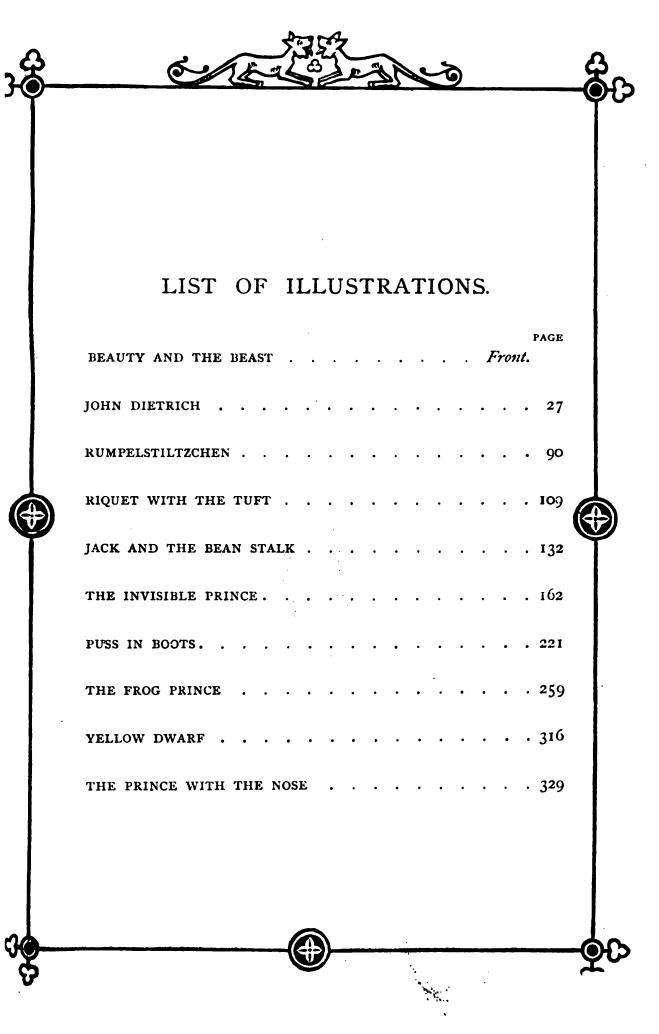 LIST OF ILLUSTRATIONS.
PAGE
BEAUTY AND THE BEAST . . . . . . . . . Front.
JOHN DIETRICH . . . . . . . . . . . . . . . 27
RUMPELSTILTZCHEN . . . . . . . . . . . . . . 90
RIQUET WITH THE TUFT . . . . . . . . . . . . 109
JACK AND THE BEAN STALK . . . . . . . . . . . 132
THE INVISIBLE PRINCE . . . . . . . . . . . . . 162
PUSS IN BOOTS . . . . . . . . . . . . . . . . 221
THE FROG PRINCE . . . . . . . . . . . . . . 259
YELLOW DWARF . . . . . . . . . . . . . . . 316
THE PRINCE WITH THE NOSE . . . . . . . . . . 329